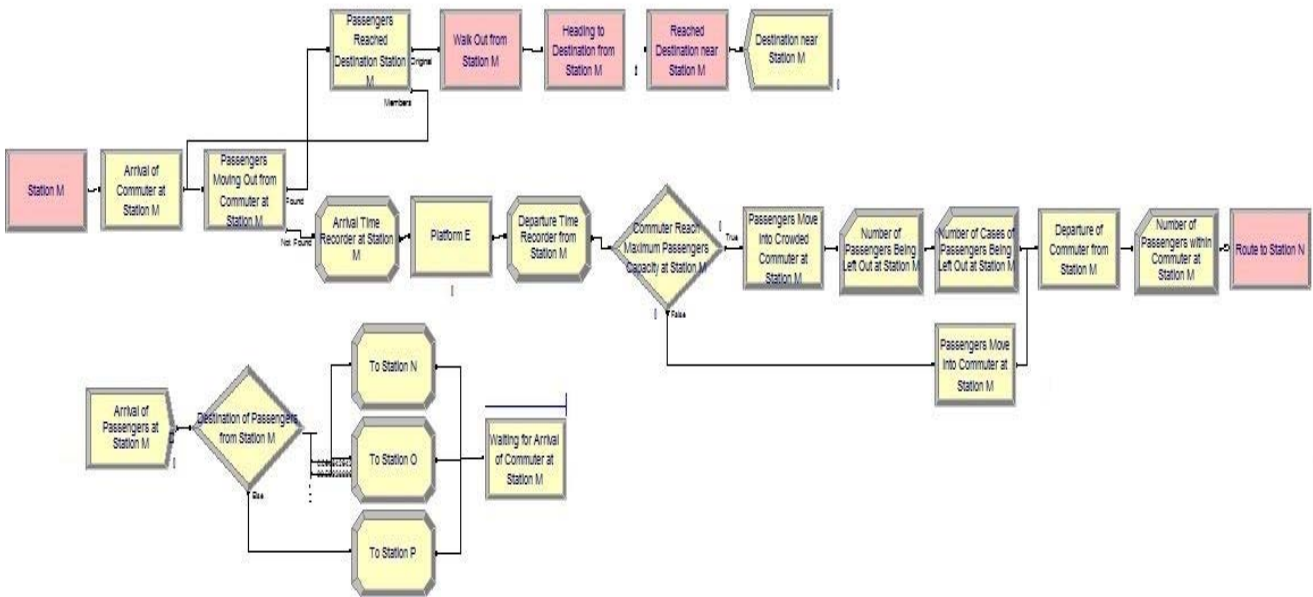 Passengers
Reached
Destination Station
M
Original
Members
Walk Out from
Station M
Heading to
Destination from
Station M
Reached
Destination near
Station M
Destination near
Station M
Station M
Arrival of
Commuter at
Station M
Passengers
Moving Out from
Commuter at
Station M
Found
Not Found
Arrival Time
Recorder at Station
M
Platform E
Departure Time
Recorder from
Station M
Commuter Reach
Maximum Passengers
Capacity at Station M
True
False
Passengers Move
Into Crowded
Commuter at
Station M
Number of
Passengers Being
Left Out at Station M
Number of Cases of
Passengers Being
Left Out at Station M
Departure of
Commuter from
Station M
Number of
Passengers within
Commuter at
Station M
Route to Station N
Passengers Move
Into Commuter at
Station M
Arrival of
Passengers at
Station M
Destination of Passengers
from Station M
Else
To Station N
To Station O
To Station P
Waiting for Arrival
of Commuter at
Station M